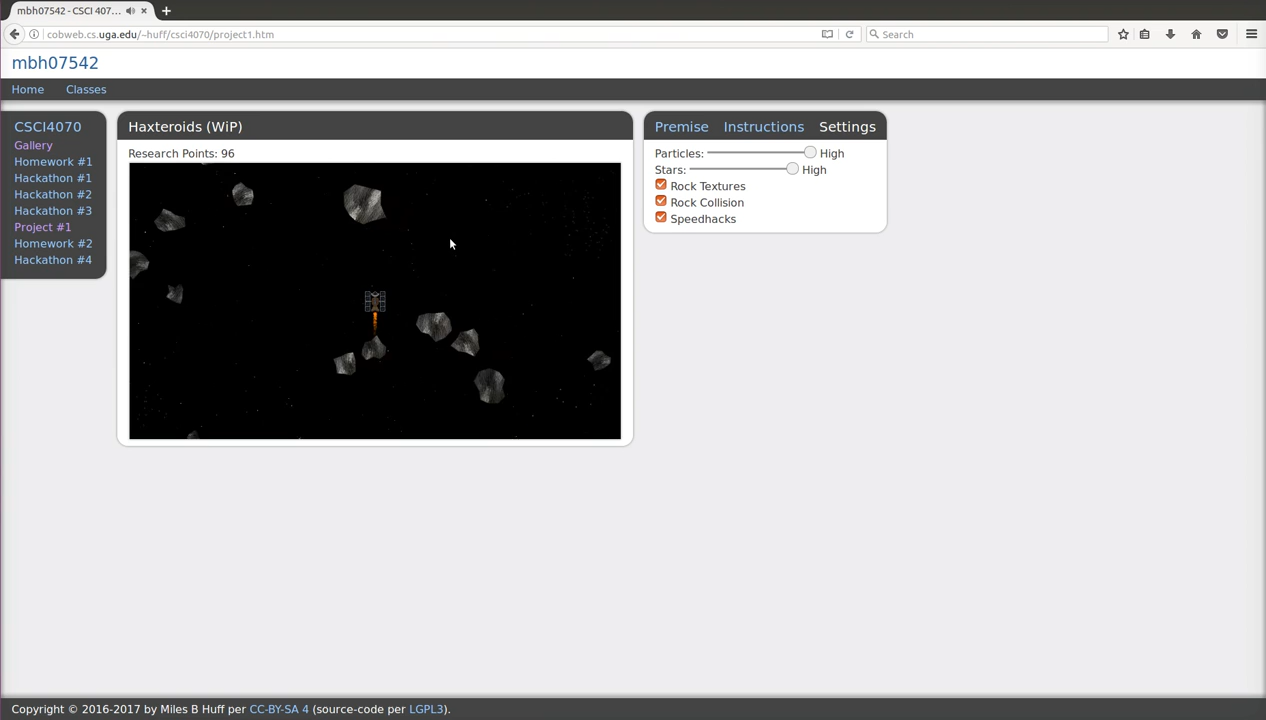 mbh07542 - CSCI 407...
cobweb.cs.uga.edu/~huff/csci4070/project1.htm
Search
mbh07542
Home Classes
CSCI4070
Gallery
Homework #1
Hackathon #1
Hackathon #2
Hackathon #3
Project #1
Homework #2
Hackathon #4
Haxteroids (WiP)
Research Points: 96
Premise Instructions Settings
Particles: High
Stars: High
Rock Textures
Rock Collision
Speedhacks
Copyright © 2016-2017 by Miles B Huff per CC-BY-SA 4 (source-code per LGPL3).